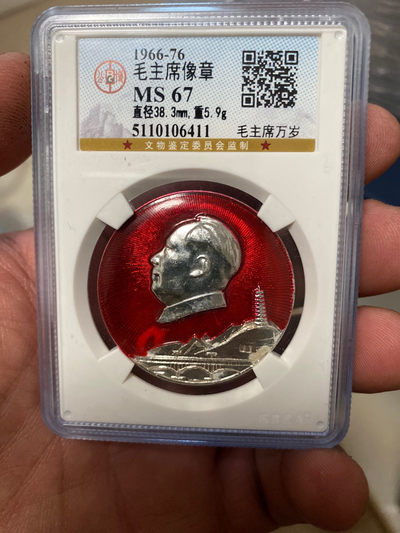 1966-76
毛主席像章
MS 67
直径38.3mm,重5.9g
5110106411
毛主席万岁
★ 文物鉴定委员会监制 ★